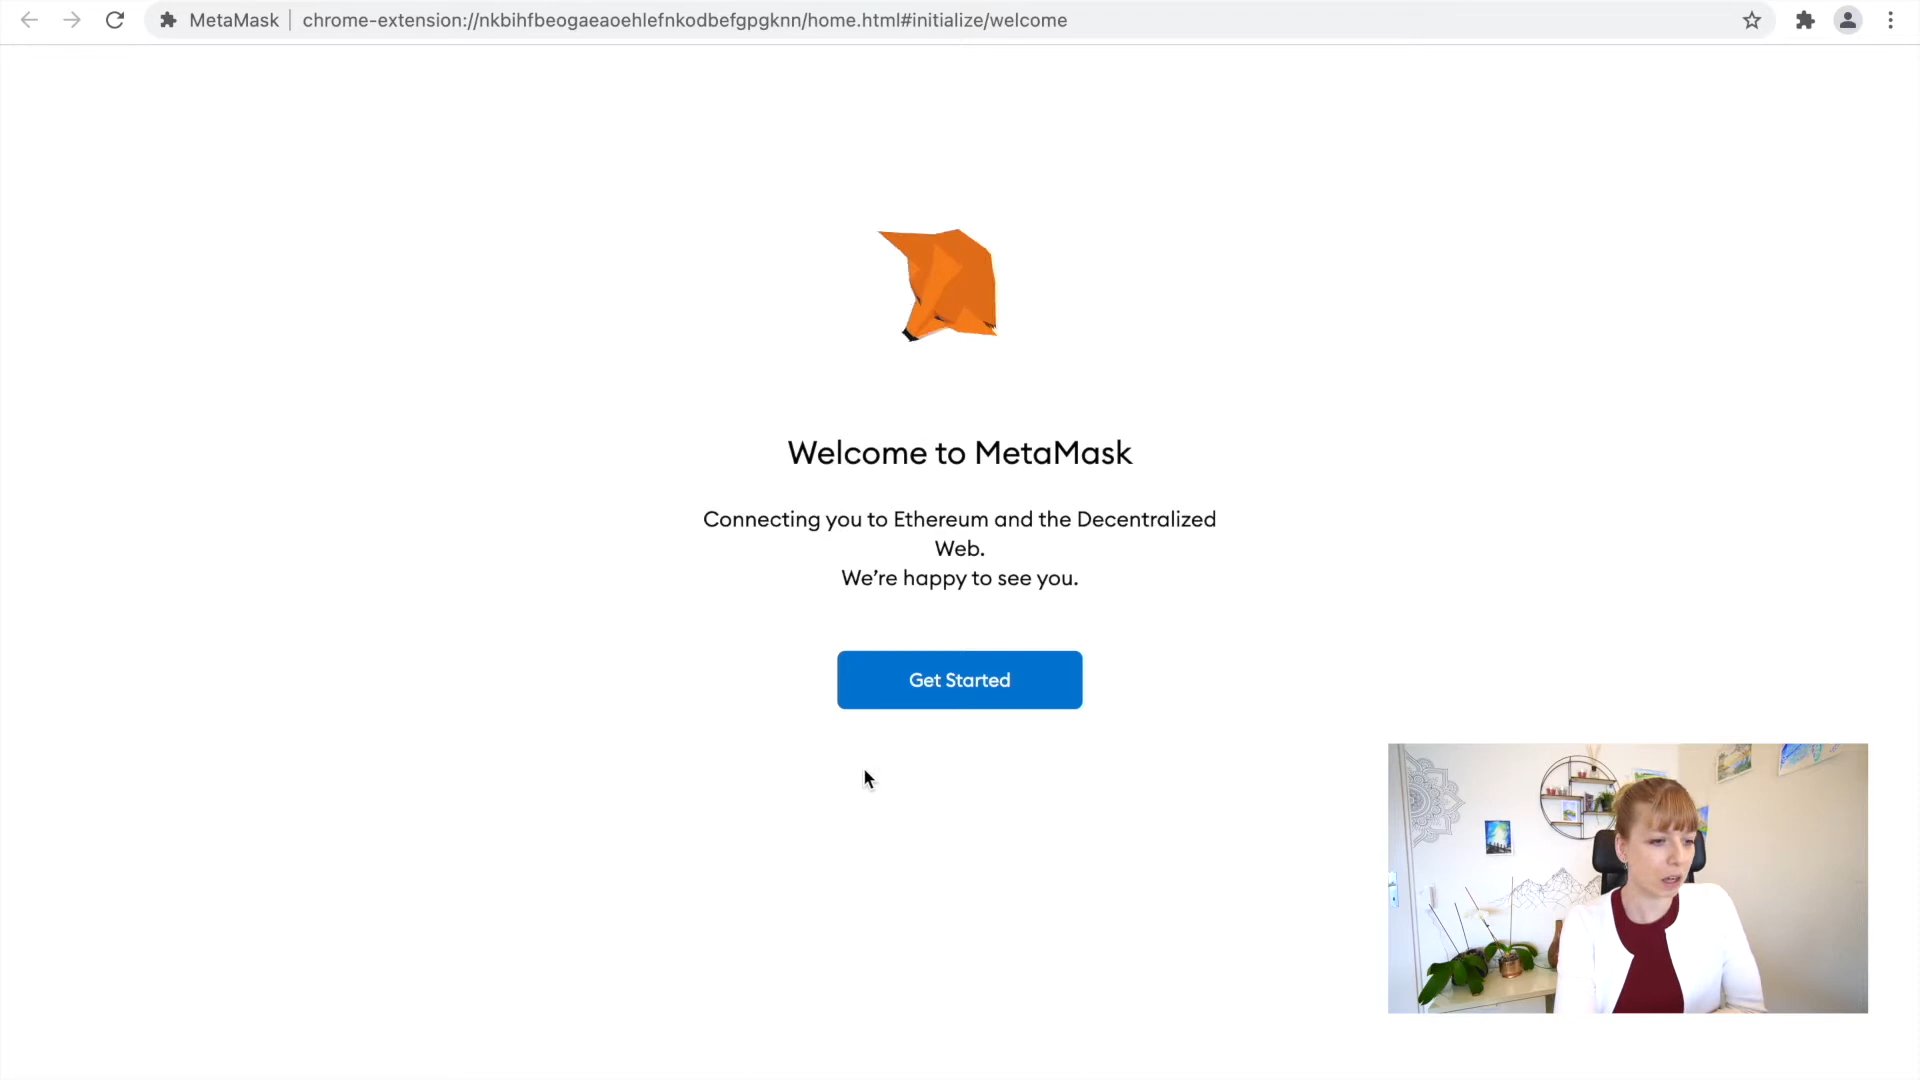 MetaMask | chrome-extension://nkbihfbeogaeaoehlefnkodbefgpgknn/home.html#initialize/welcome
Welcome to MetaMask
Connecting you to Ethereum and the Decentralized
Web.
We’re happy to see you.
Get Started